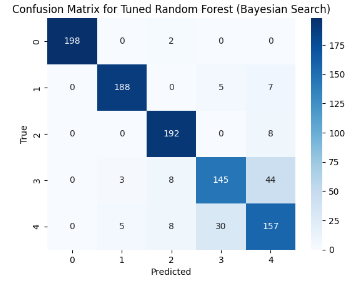 Confusion Matrix for Tuned Random Forest (Bayesian Search)
0 198 0 2 0 0
1 0 188 0 5 7
2 0 0 192 0 8
3 0 3 8 145 44
4 0 5 8 30 157
0 1 2 3 4
Predicted
True
175
150
125
100
75
50
25
0